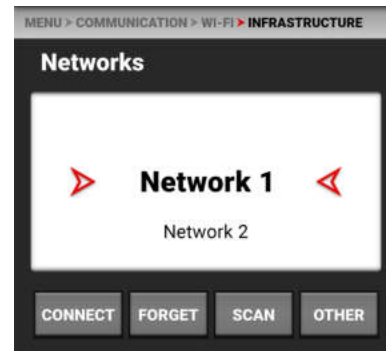 MENU > COMMUNICATION > WI-FI > INFRASTRUCTURE
Networks
Network 1
Network 2
CONNECT FORGET SCAN OTHER